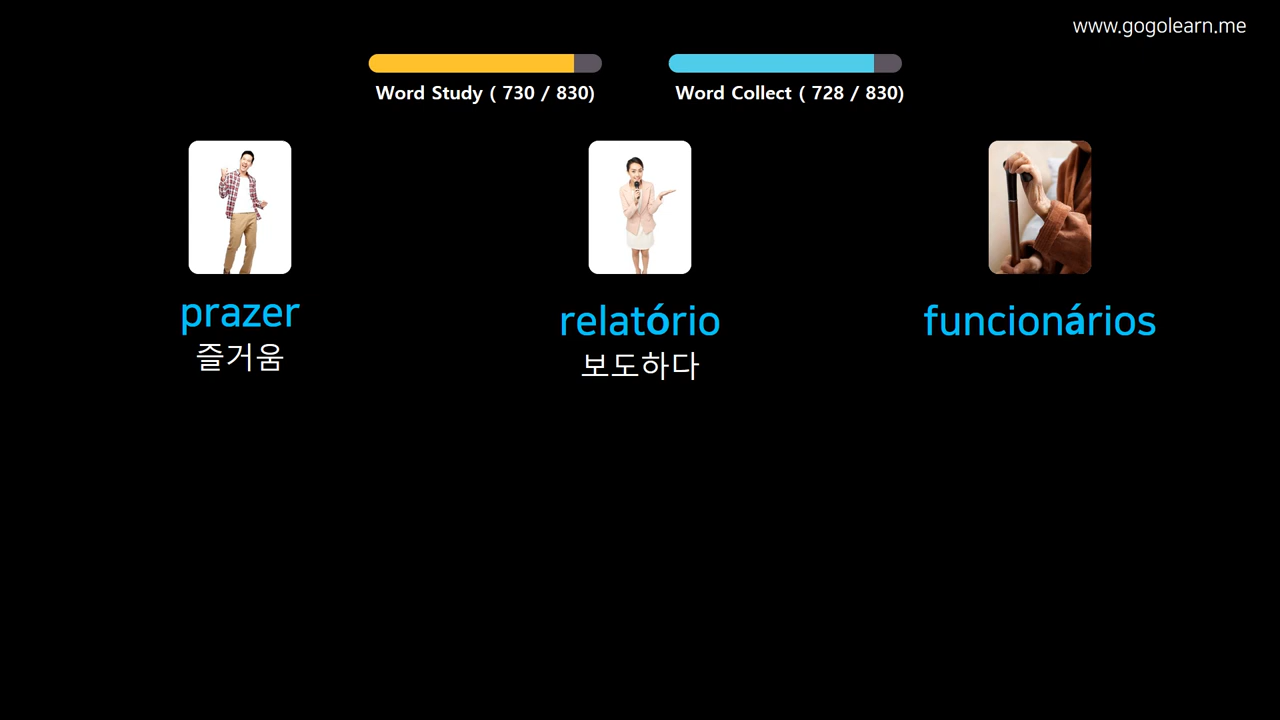 www.gogolearn.me
Word Study ( 730 / 830)
Word Collect ( 728 / 830)
prazer
relatório
funcionários
즐거움
보도하다